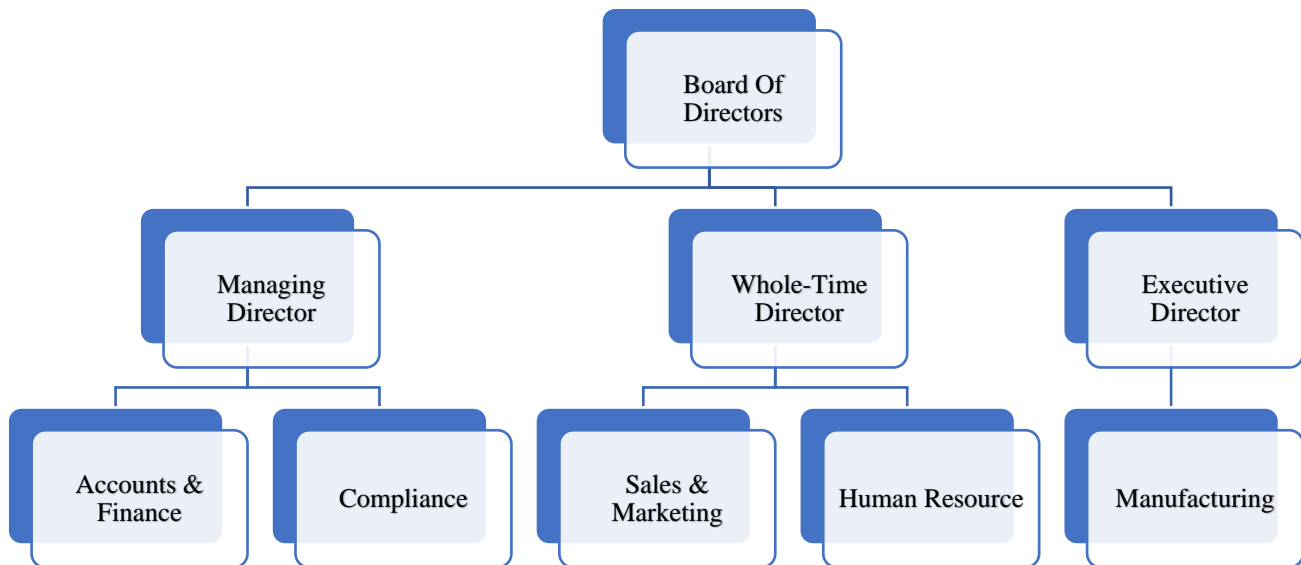 Board Of
Directors
Managing
Director
Whole-Time
Director
Executive
Director
Accounts &
Finance
Compliance
Sales &
Marketing
Human Resource
Manufacturing